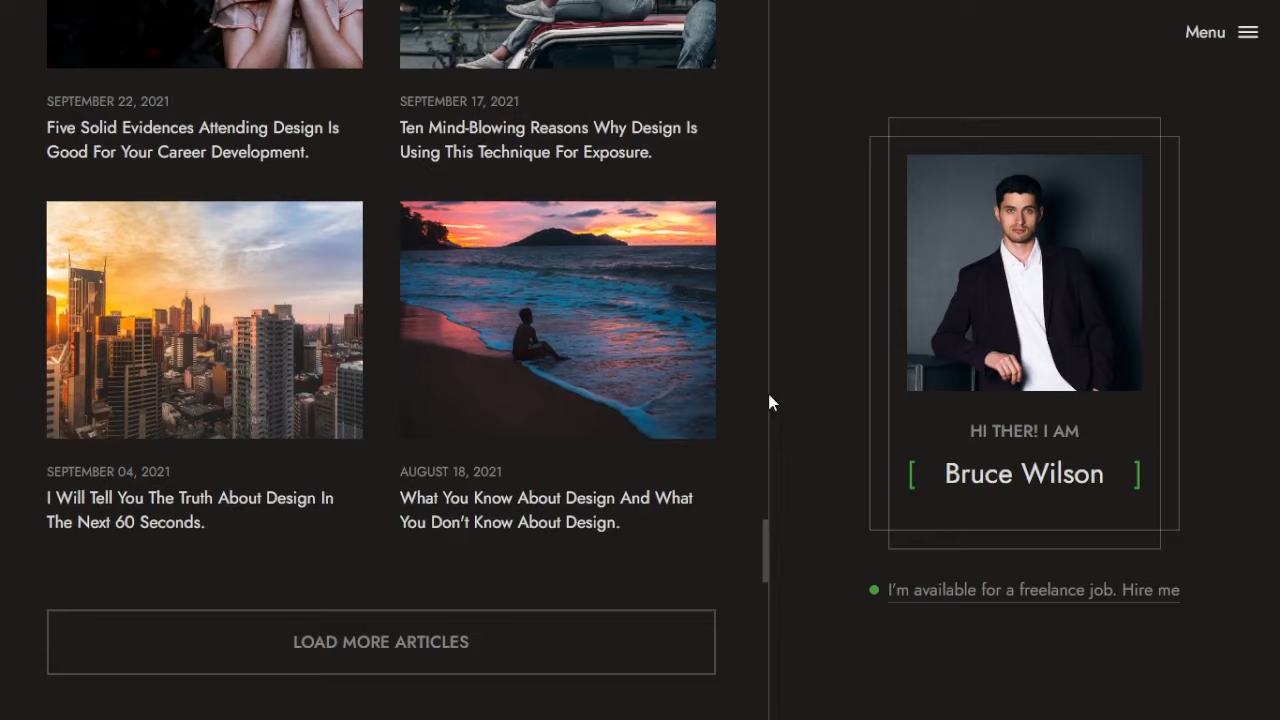 Menu
SEPTEMBER 22, 2021
Five Solid Evidences Attending Design Is
Good For Your Career Development.
SEPTEMBER 17, 2021
Ten Mind-Blowing Reasons Why Design Is
Using This Technique For Exposure.
SEPTEMBER 04, 2021
I Will Tell You The Truth About Design In
The Next 60 Seconds.
AUGUST 18, 2021
What You Know About Design And What
You Don't Know About Design.
LOAD MORE ARTICLES
HI THER! I AM
[ Bruce Wilson ]
I'm available for a freelance job. Hire me